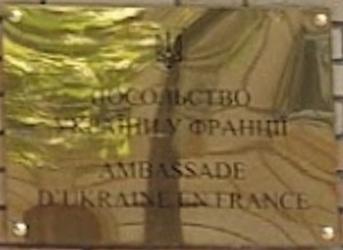 ПОСОЛЬСТВО
УКРАЇНИ У ФРАНЦІЇ
AMBASSADE
D'UKRAINE EN FRANCE